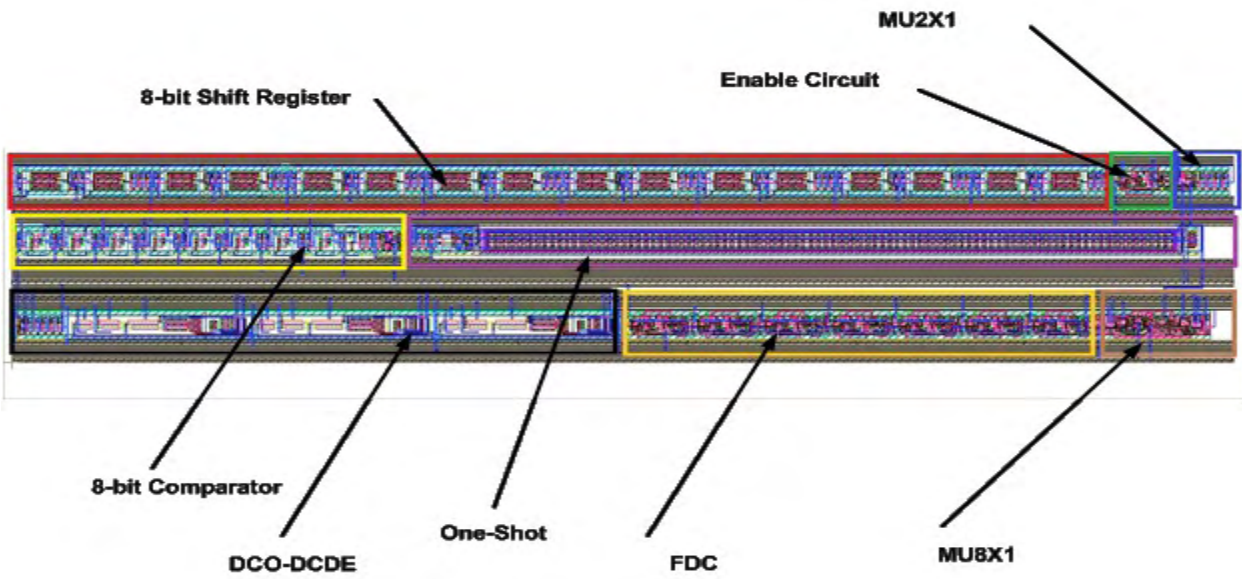 MU2X1
Enable Circuit
8-bit Shift Register
8-bit Comparator
One-Shot
DCO-DCDE
FDC
MU8X1